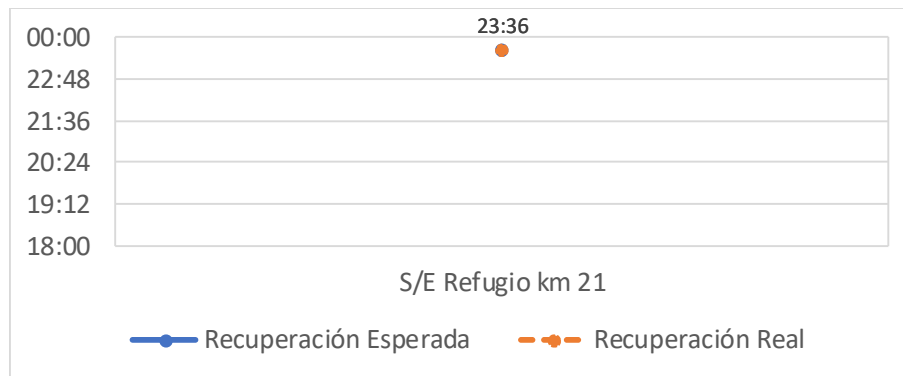 23:36
00:00
22:48
21:36
20:24
19:12
18:00
S/E Refugio km 21
Recuperación Esperada
Recuperación Real